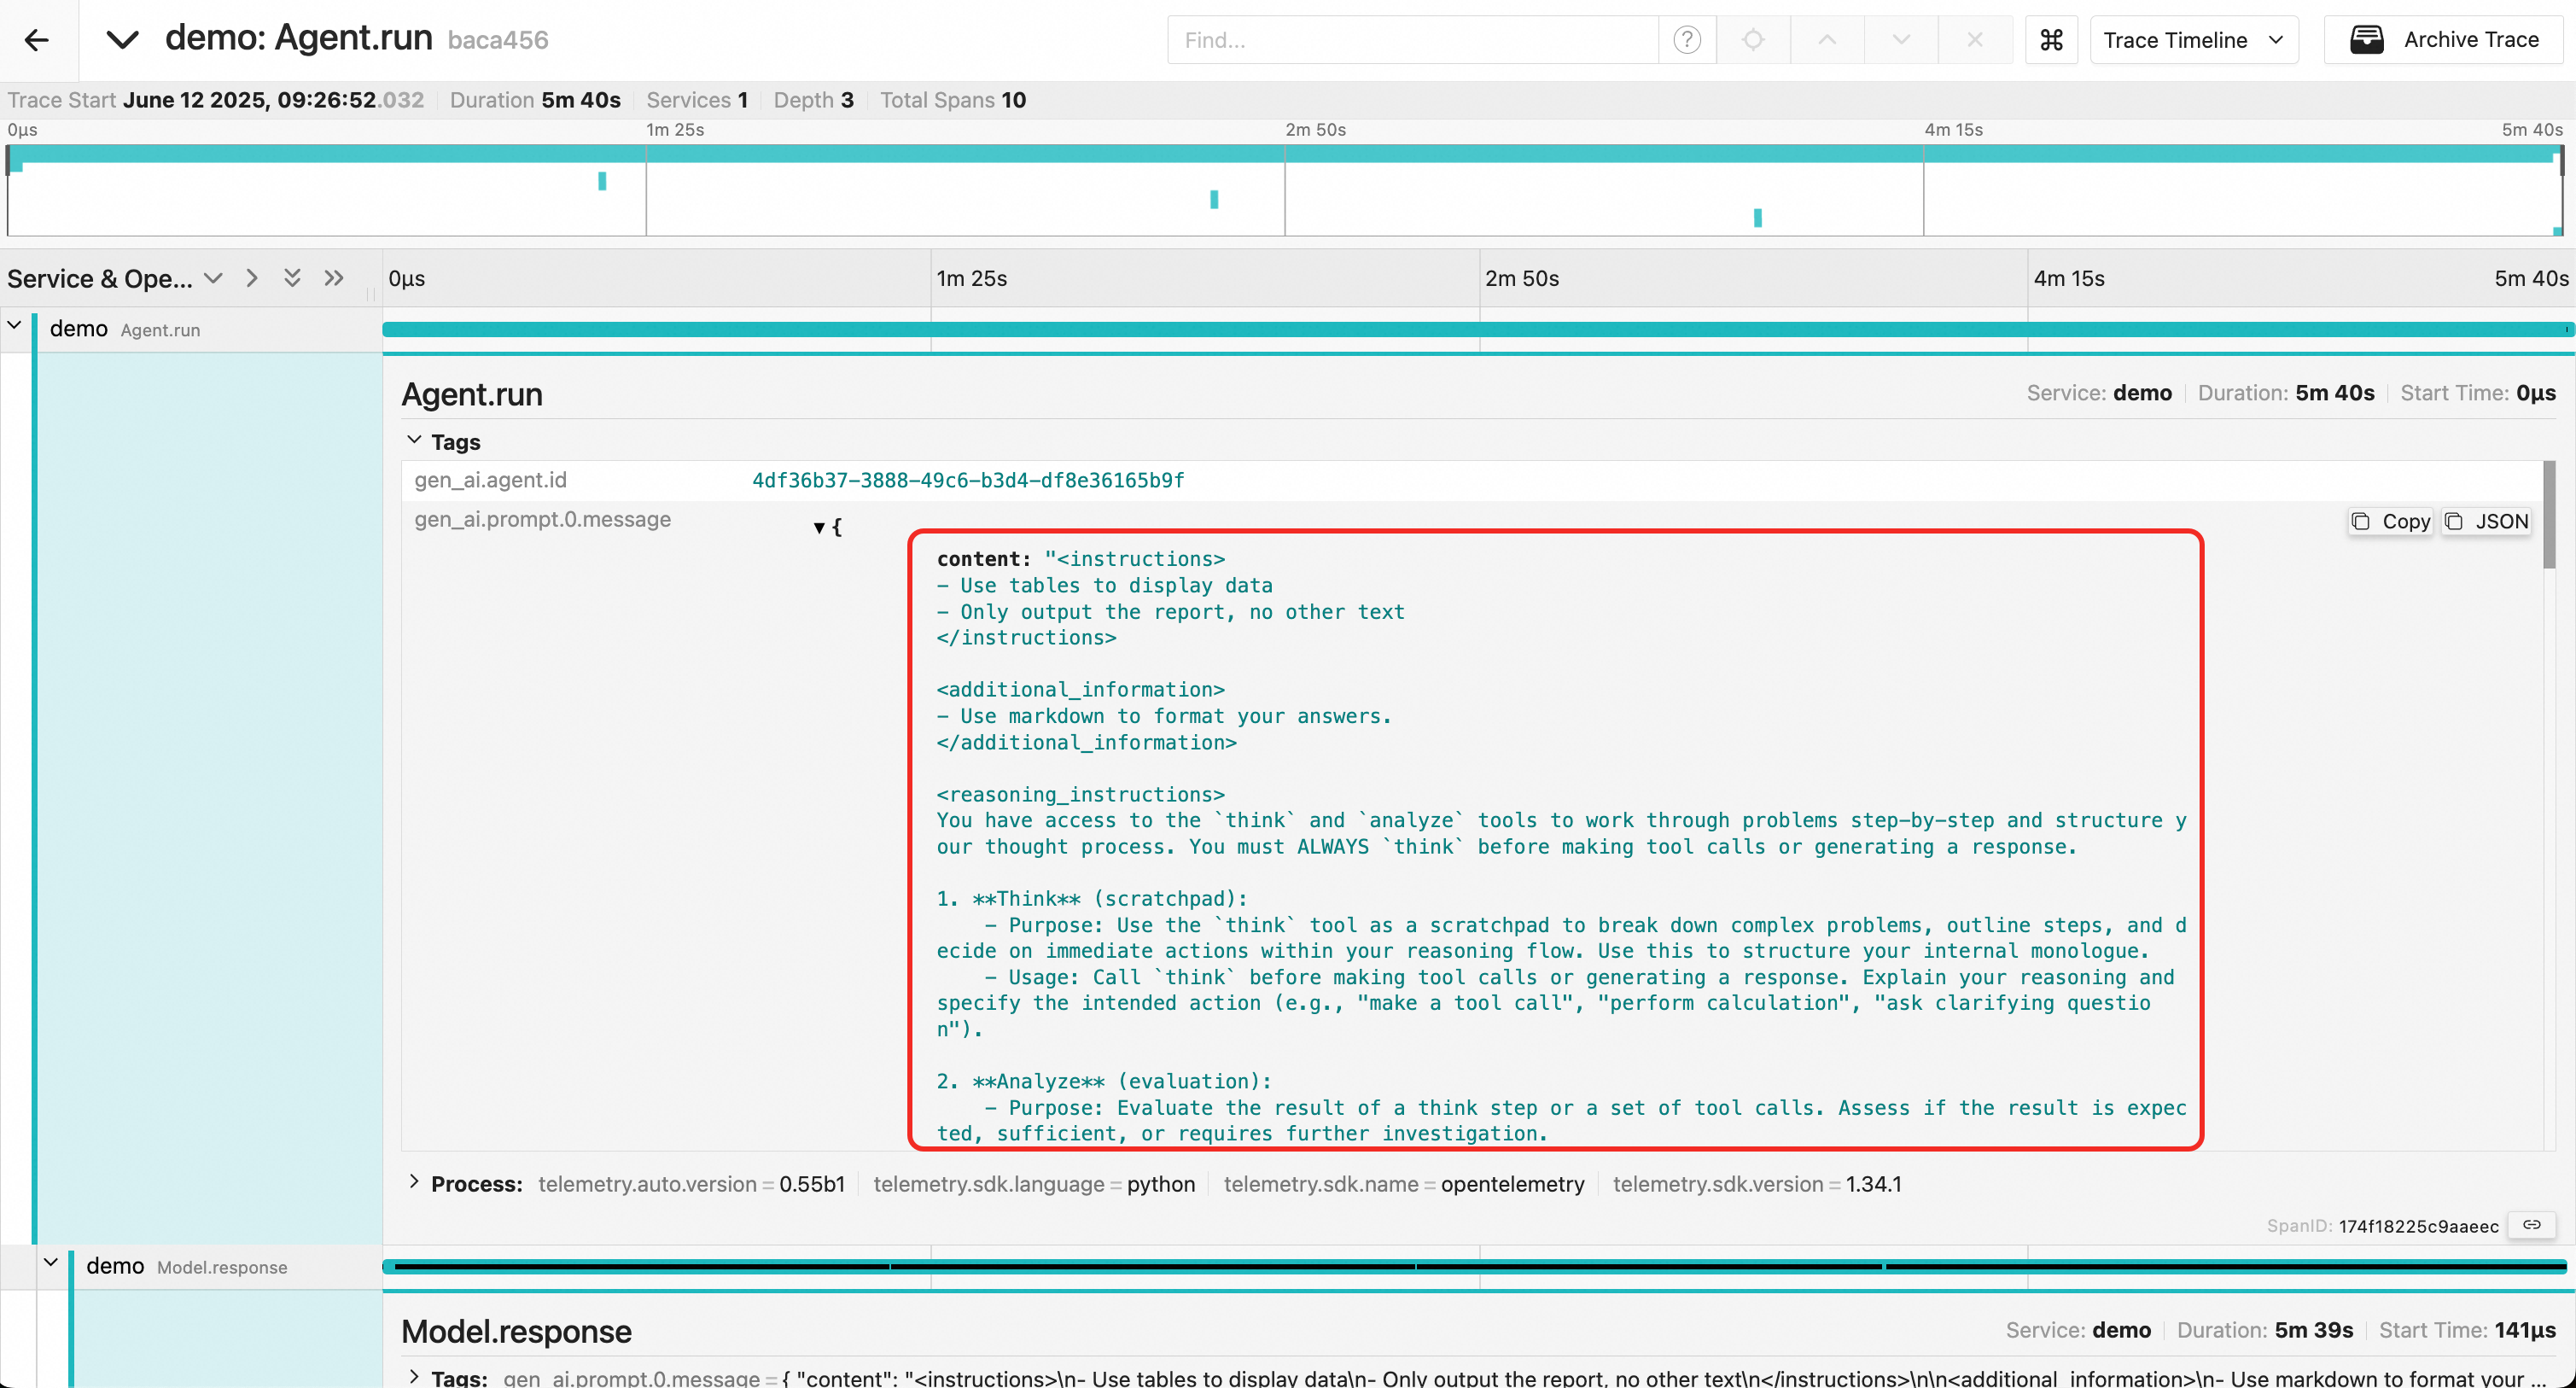 demo: Agent.run baca456
Find...
Trace Timeline
Archive Trace
Trace Start June 12 2025, 09:26:52.032 Duration 5m 40s Services 1 Depth 3 Total Spans 10
0μs 1m 25s 2m 50s 4m 15s 5m 40s
Service & Ope... 0μs 1m 25s 2m 50s 4m 15s 5m 40s
demo Agent.run
Agent.run Service: demo Duration: 5m 40s Start Time: 0μs
Tags
gen_ai.agent.id 4df36b37-3888-49c6-b3d4-df8e36165b9f
gen_ai.prompt.0.message ▼ { Copy JSON
content: "<instructions>
- Use tables to display data
- Only output the report, no other text
</instructions>
<additional_information>
- Use markdown to format your answers.
</additional_information>
<reasoning_instructions>
You have access to the `think` and `analyze` tools to work through problems step-by-step and structure y
our thought process. You must ALWAYS `think` before making tool calls or generating a response.
1. **Think** (scratchpad):
- Purpose: Use the `think` tool as a scratchpad to break down complex problems, outline steps, and d
ecide on immediate actions within your reasoning flow. Use this to structure your internal monologue.
- Usage: Call `think` before making tool calls or generating a response. Explain your reasoning and
specify the intended action (e.g., "make a tool call", "perform calculation", "ask clarifying questio
n").
2. **Analyze** (evaluation):
- Purpose: Evaluate the result of a think step or a set of tool calls. Assess if the result is expec
ted, sufficient, or requires further investigation.
Process: telemetry.auto.version = 0.55b1 telemetry.sdk.language = python telemetry.sdk.name = opentelemetry telemetry.sdk.version = 1.34.1
SpanID: 174f18225c9aaeec
demo Model.response
Model.response Service: demo Duration: 5m 39s Start Time: 141μs
Tags: gen_ai.prompt.0.message = { "content": "<instructions>\n- Use tables to display data\n- Only output the report, no other text\n</instructions>\n\n<additional_information>\n- Use markdown to format your ...